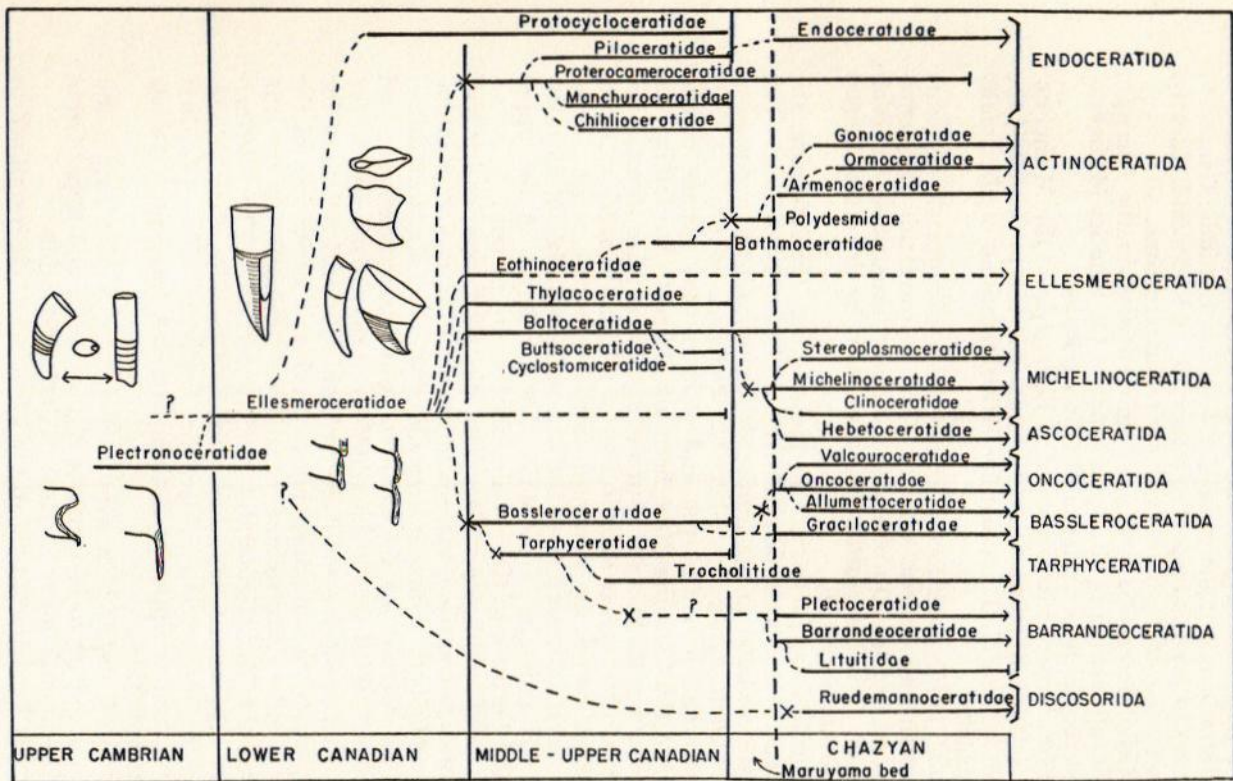 Protocycloceratidae
Piloceratidae
Endoceratidae
Proterocameroceratidae
ENDOCERATIDA
Manchuroceratidae
Chihlioceratidae
Gonioceratidae
Ormoceratidae
ACTINOCERATIDA
Armenoceratidae
Polydesmidae
Bathmoceratidae
Eothinoceratidae
ELLESMEROCERATIDA
Thylacoceratidae
Baltoceratidae
Buttsoceratidae
Cyclostomiceratidae
Stereoplasmoceratidae
Michelinoceratidae
MICHELINOCERATIDA
Clinoceratidae
? Ellesmeroceratidae
Hebetoceratidae
ASCOCERATIDA
Plectronoceratidae
Valcouroceratidae
Oncoceratidae
ONCOCERATIDA
?
Allumettoceratidae
Bassleroceratidae
Graciloceratidae
BASSLEROCERATIDA
Tarphyceratidae
Trocholitidae
TARPHYCERATIDA
?
Plectoceratidae
Barrandeoceratidae
BARRANDEOCERATIDA
Lituitidae
Ruedemannoceratidae
DISCOSORIDA
UPPER CAMBRIAN
LOWER CANADIAN
MIDDLE - UPPER CANADIAN
CHAZYAN
Maruyama bed